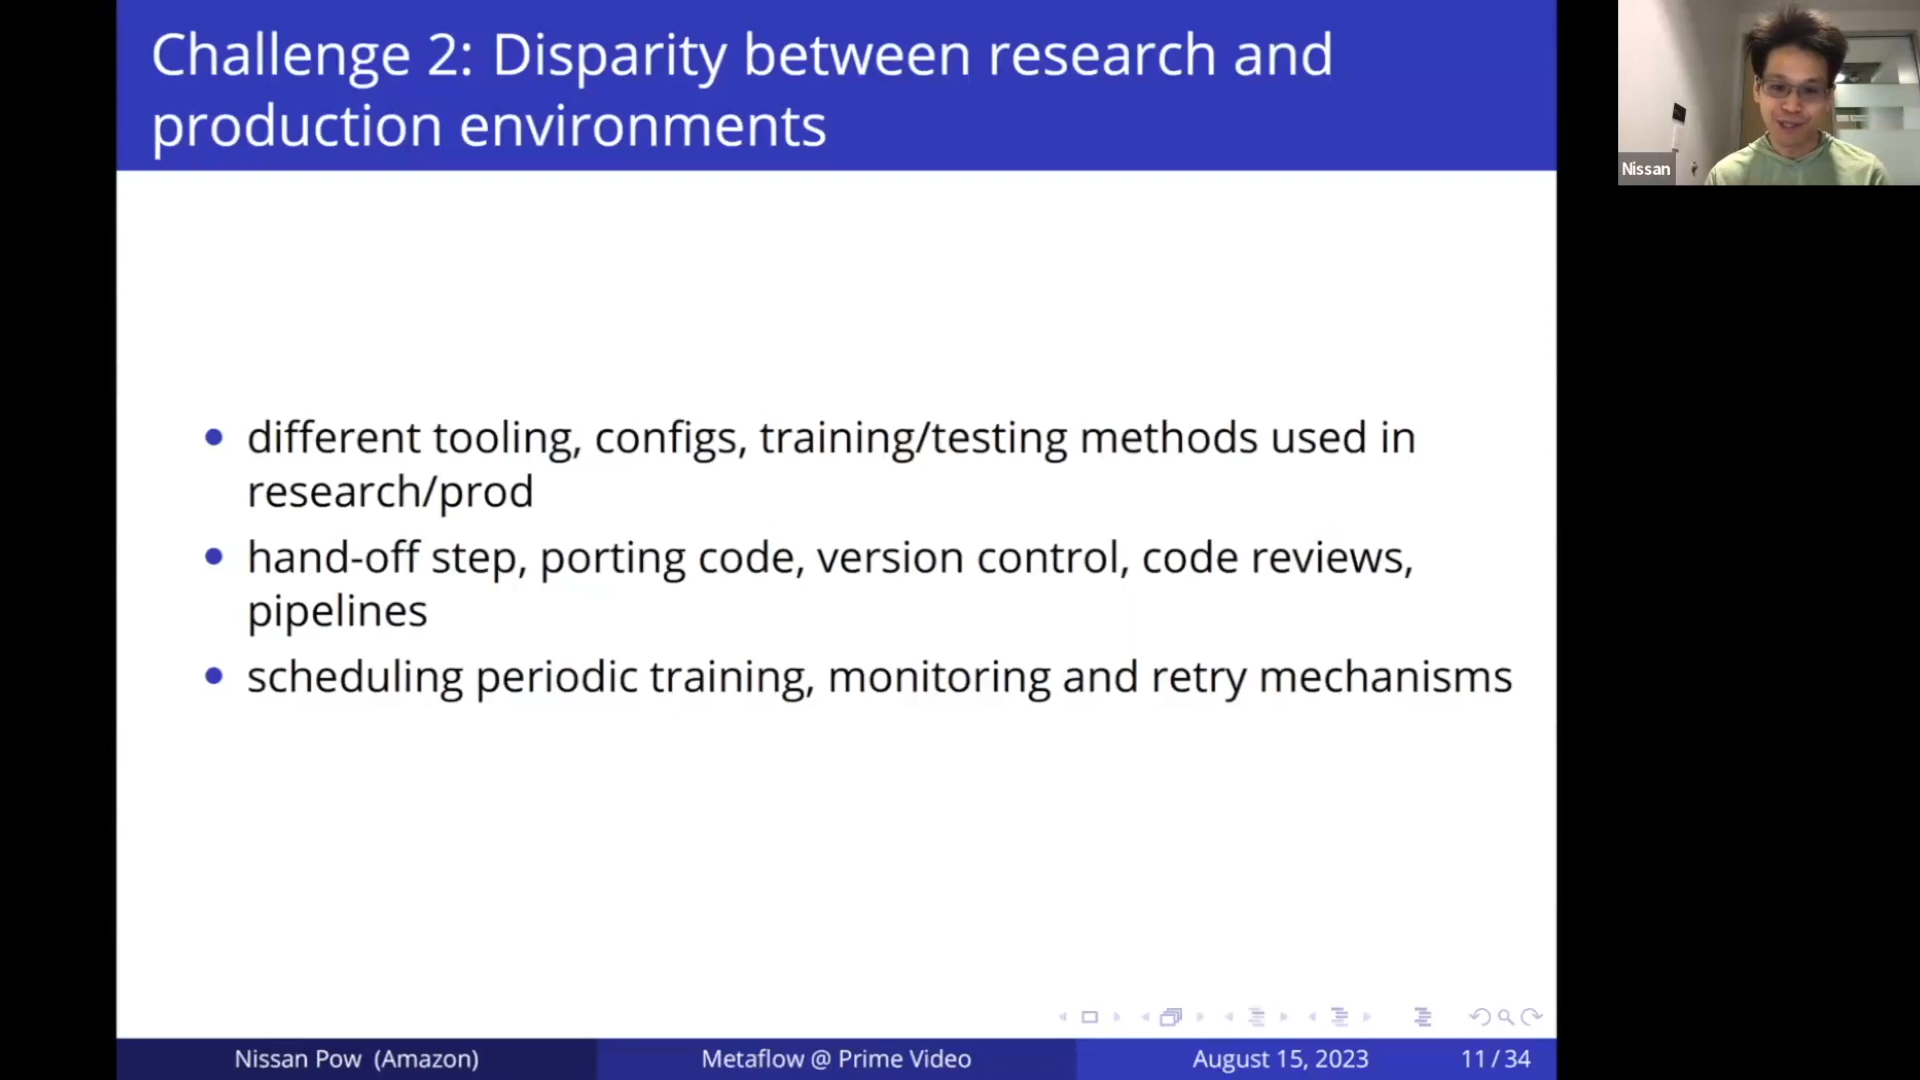 Challenge 2: Disparity between research and
production environments
Nissan
different tooling, configs, training/testing methods used in
research/prod
hand-off step, porting code, version control, code reviews,
pipelines
scheduling periodic training, monitoring and retry mechanisms
Nissan Pow (Amazon)
Metaflow @ Prime Video
August 15, 2023
11 / 34